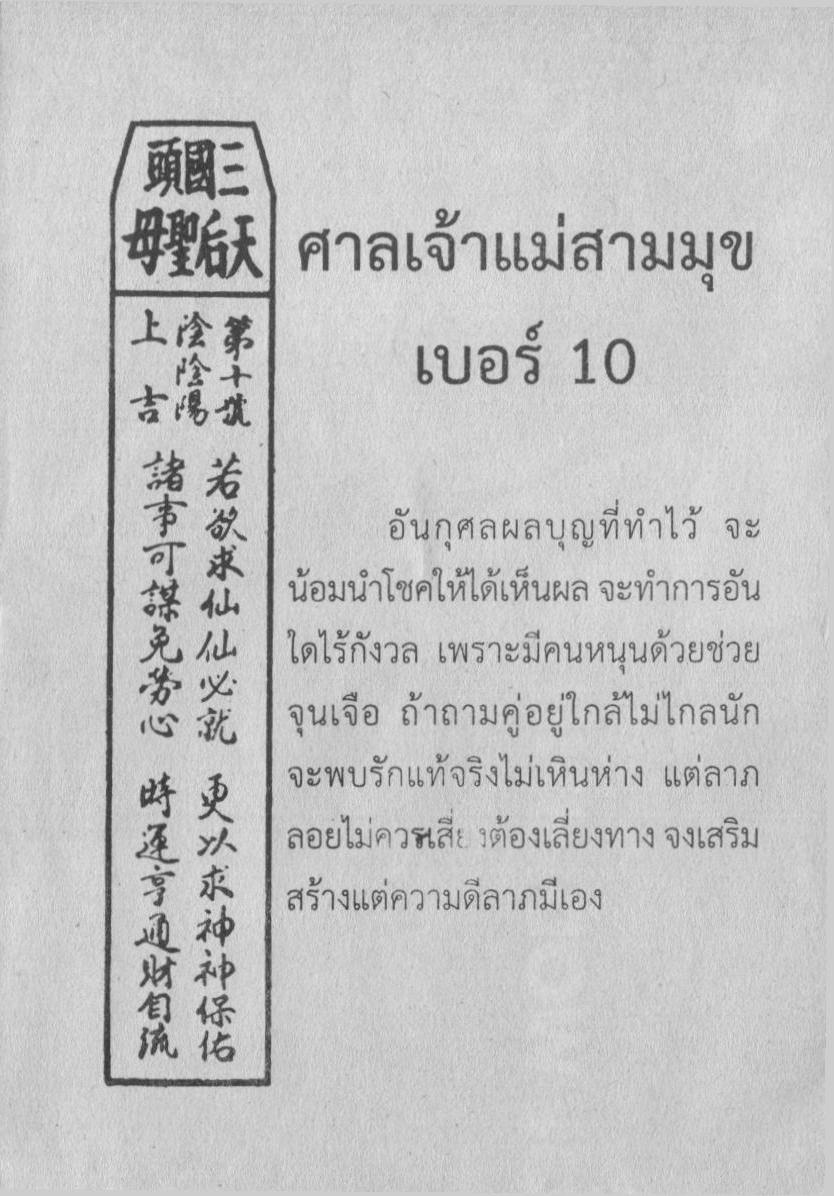 三國頭
天后聖母
第十號
陰陰陽
上吉
若欲求仙仙必就
諸事可謀免勞心
更以求神神保佑
時運亨通財自流
ศาลเจ้าแม่สามมุข
เบอร์ 10
อันกุศลผลบุญที่ทำไว้ จะ
น้อมนำโชคให้ได้เห็นผล จะทำการอัน
ใดไร้กังวล เพราะมีคนหนุนด้วยช่วย
จุนเจือ ถ้าถามคู่อยู่ใกล้ไม่ไกลนัก
จะพบรักแท้จริงไม่เหินห่าง แต่ลาภ
ลอยไม่ควรเสี่ยงต้องเลี่ยงทาง จงเสริม
สร้างแต่ความดีลาภมีเอง